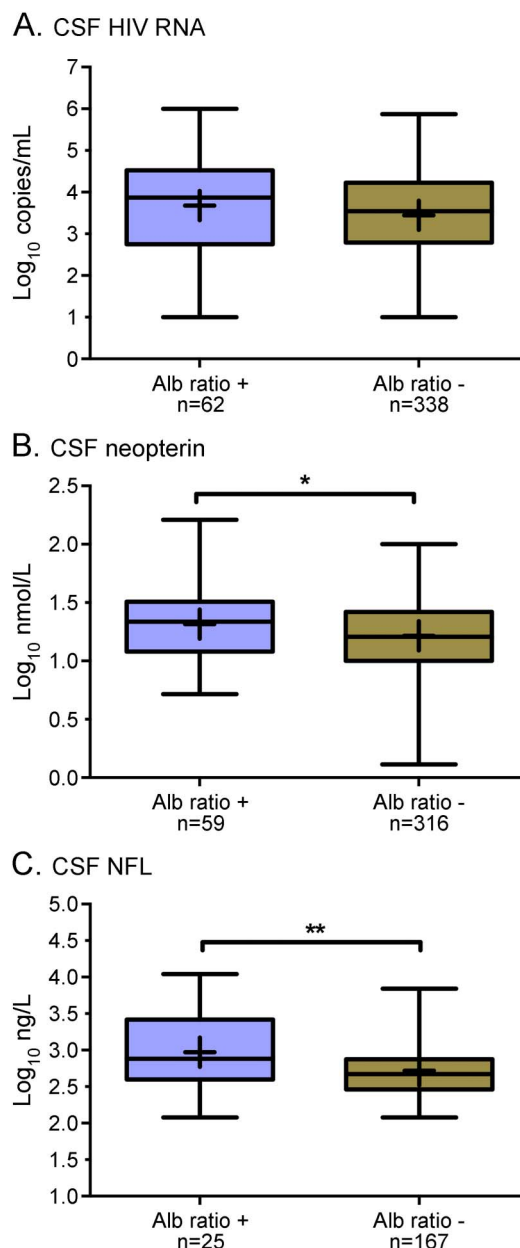 A. CSF HIV RNA
7
6
5
4
3
2
1
0
Log10 copies/mL
Alb ratio + Alb ratio -
n=62 n=338
B. CSF neopterin
*
2.5
2.0
1.5
1.0
0.5
0.0
Log10 nmol/L
Alb ratio + Alb ratio -
n=59 n=316
C. CSF NFL
**
5.0
4.5
4.0
3.5
3.0
2.5
2.0
1.5
1.0
Log10 ng/L
Alb ratio + Alb ratio -
n=25 n=167